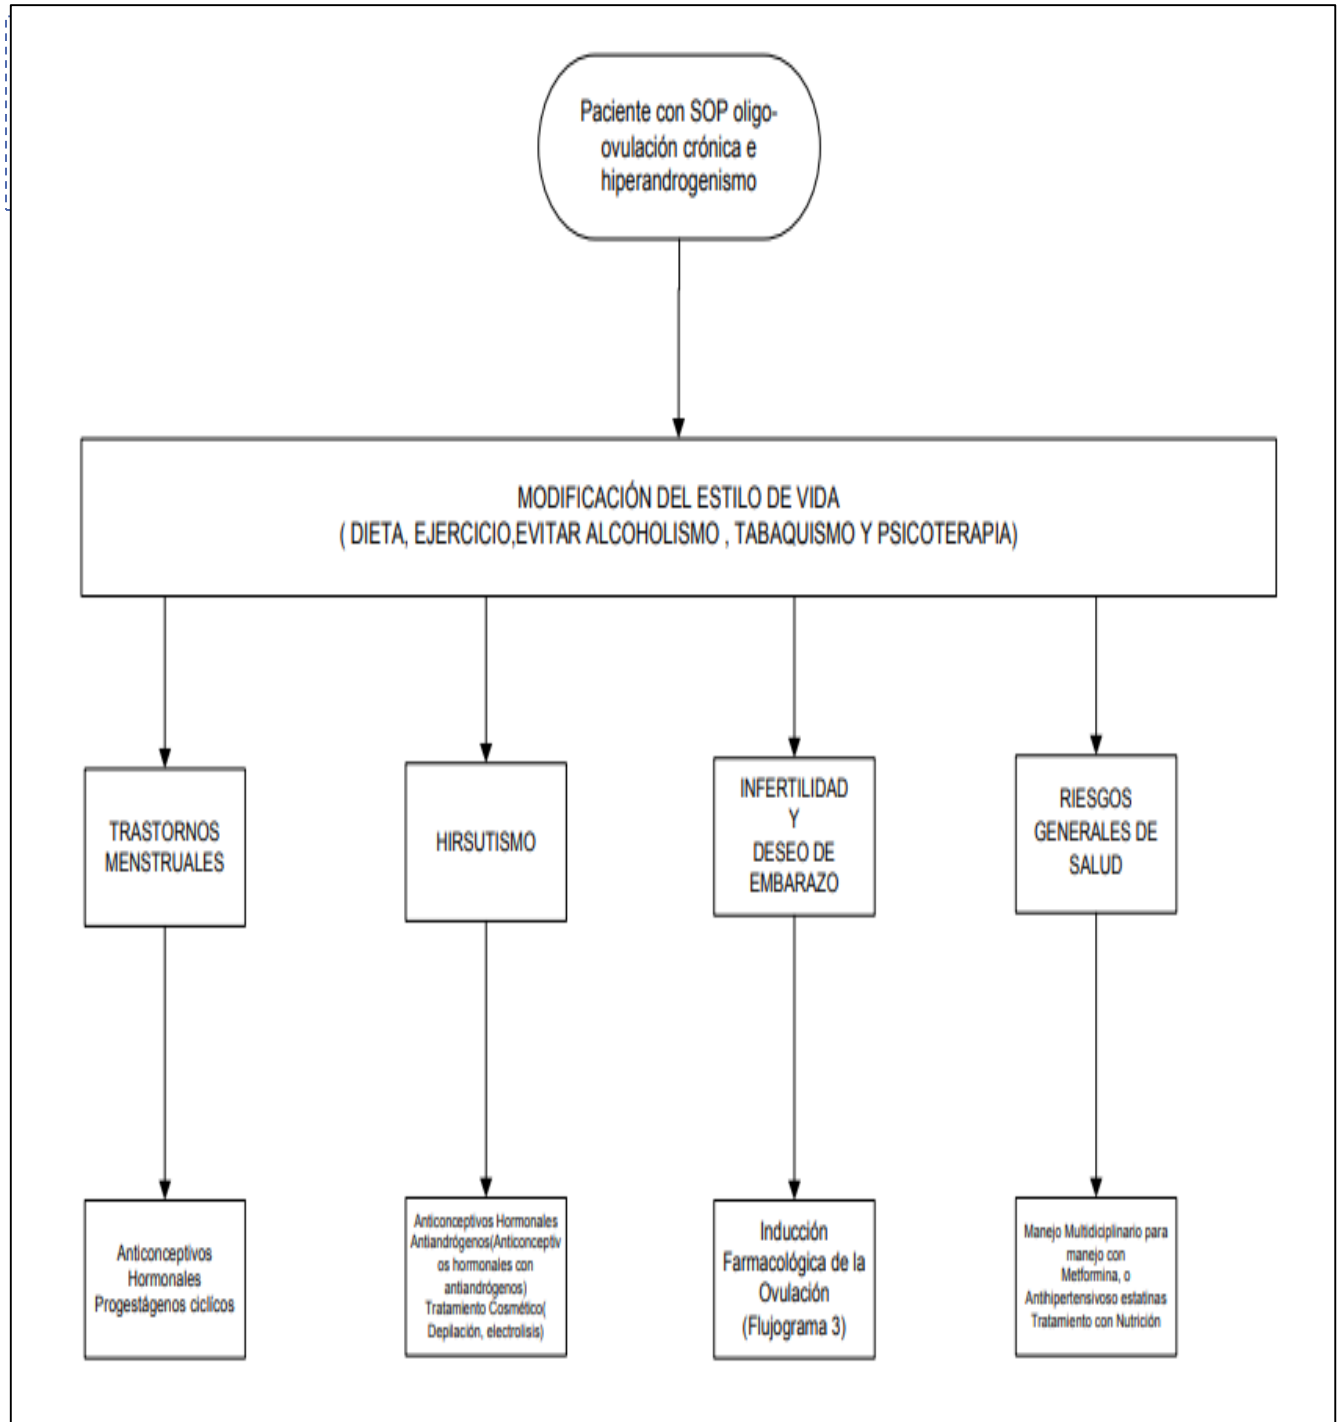 Paciente con SOP oligo-
ovulación crónica e
hiperandrogenismo
MODIFICACIÓN DEL ESTILO DE VIDA
( DIETA, EJERCICIO,EVITAR ALCOHOLISMO , TABAQUISMO Y PSICOTERAPIA)
TRASTORNOS
MENSTRUALES
HIRSUTISMO
INFERTILIDAD
Y
DESEO DE
EMBARAZO
RIESGOS
GENERALES DE
SALUD
Anticonceptivos
Hormonales
Progestágenos ciclícos
Anticonceptivos Hormonales
Antiandrógenos(Anticonceptiv
os hormonales con
antiandrógenos)
Tratamiento Cosmético(
Depilación, electrolisis)
Inducción
Farmacológica de la
Ovulación
(Flujograma 3)
Manejo Multidiciplinario para
manejo con
Metformina, o
Antihipertensivoso estatinas
Tratamiento con Nutrición